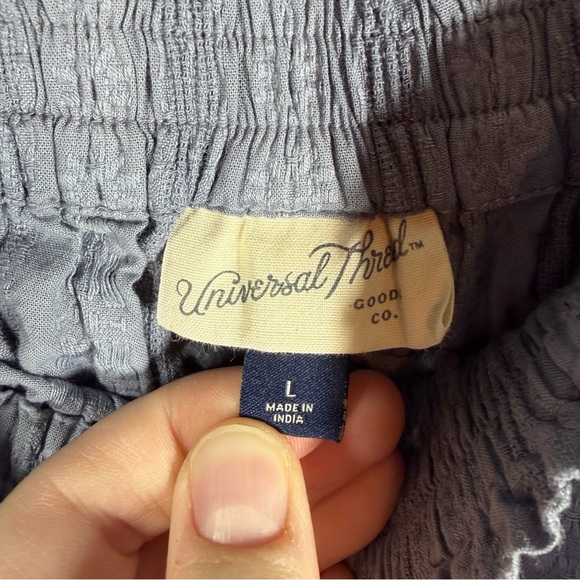 Universal Thread™
GOODS
CO.
L
MADE IN
INDIA